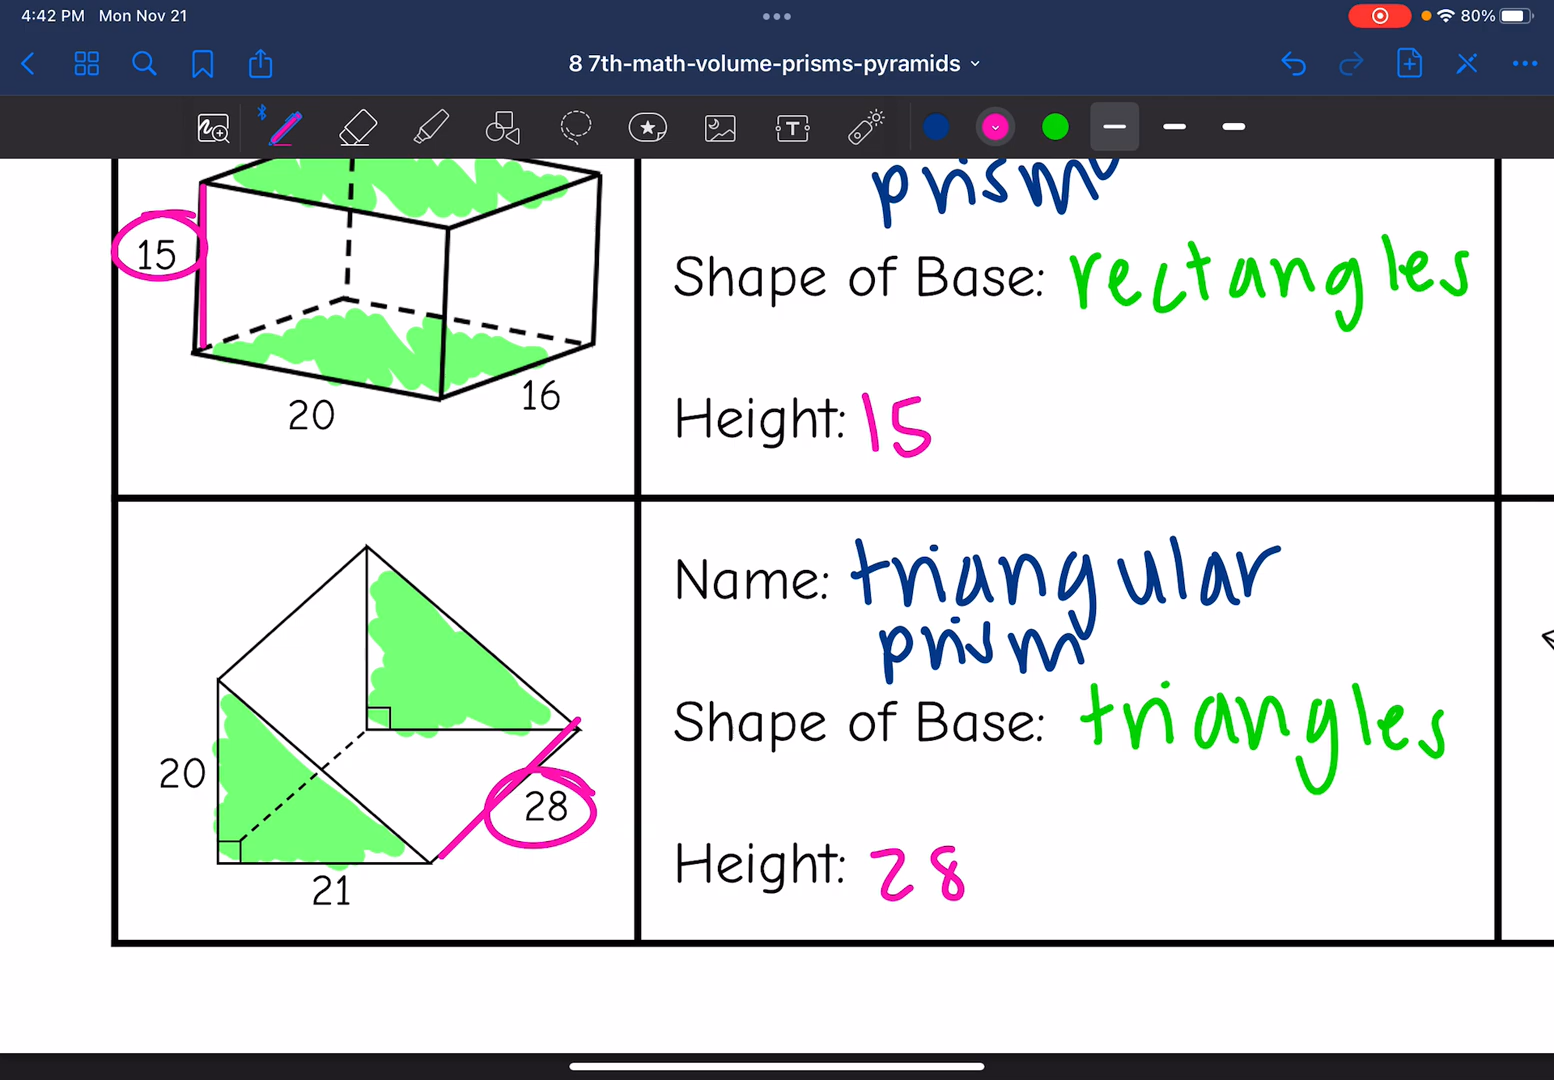 4:42 PM Mon Nov 21
80%
8 7th-math-volume-prisms-pyramids
T
prism
15
Shape of Base: rectangles
20
16
Height: 15
Name: triangular
prism
Shape of Base: triangles
20
28
21
Height: 28